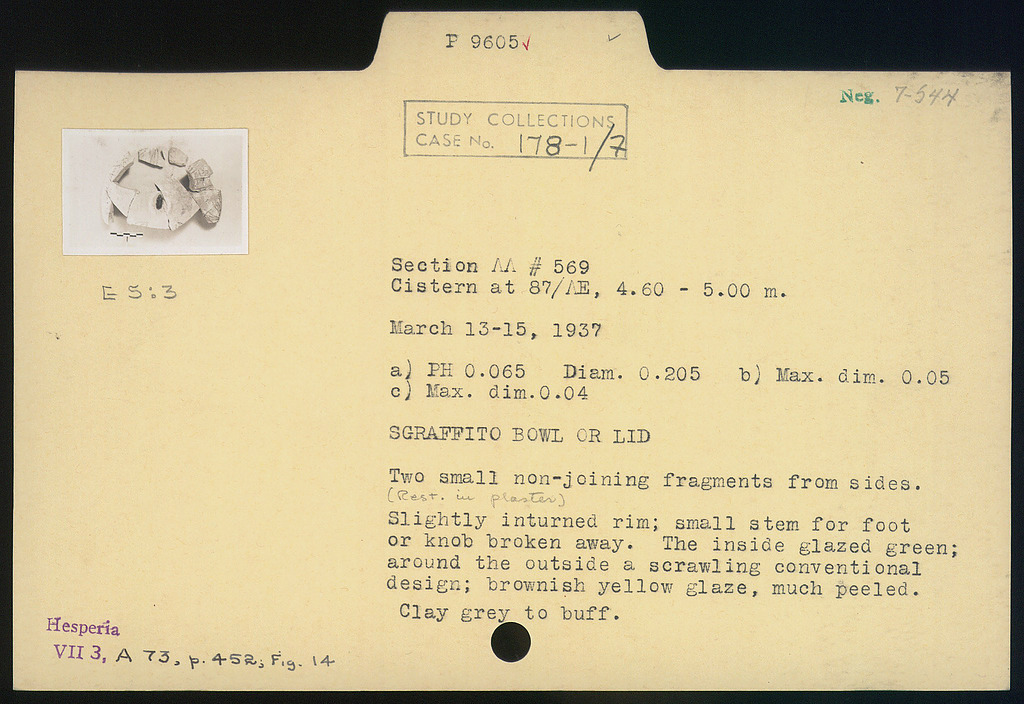 P 9605✓ ✓
Neg. 7-544
STUDY COLLECTIONS
CASE No. 178-1/7
E 5:3
Section ΛΛ # 569
Cistern at 87/ΛE, 4.60 - 5.00 m.
March 13-15, 1937
a) PH 0.065 Diam. 0.205 b) Max. dim. 0.05
c) Max. dim.0.04
SGRAFFITO BOWL OR LID
Two small non-joining fragments from sides.
(Rest. in plaster)
Slightly inturned rim; small stem for foot
or knob broken away. The inside glazed green;
around the outside a scrawling conventional
design; brownish yellow glaze, much peeled.
Clay grey to buff.
Hesperia
VII 3, A 73, p. 452; Fig. 14